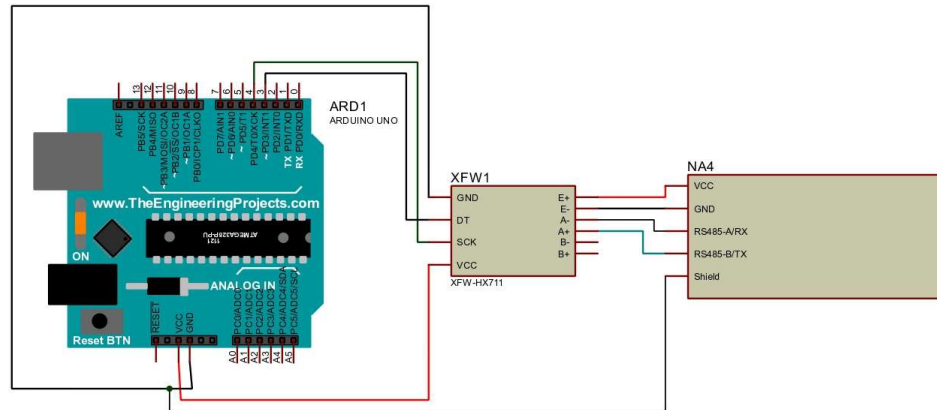 ARD1
ARDUINO UNO
AREF
13
12
11
10
9
8
7
6
5
4
3
2
1
0
PB5/SCK
PB4/MISO
~PB3/MOSI/OC2A
~PB2/SS/OC1B
~PB1/OC1A
PB0/ICP1/CLKO
PD7/AIN1
~PD6/AIN0
~PD5/T1
PD4/T0/XCK
~PD3/INT1
PD2/INT0
TX PD1/TXD
RX PD0/RXD
www.TheEngineeringProjects.com
1121
ATMEGA328P-PU
ON
ANALOG IN
Reset BTN
RESET
VCC
GND
PC0/ADC0
PC1/ADC1
PC2/ADC2
PC3/ADC3
PC4/ADC4/SDA
PC5/ADC5/SCL
A0
A1
A2
A3
A4
A5
XFW1
GND
DT
SCK
VCC
E+
E-
A-
A+
B-
B+
XFW-HX711
NA4
VCC
GND
RS485-A/RX
RS485-B/TX
Shield